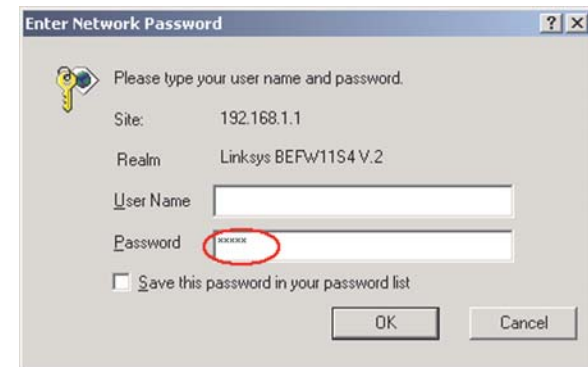 Enter Network Password
? ×
Please type your user name and password.
Site: 192.168.1.1
Realm Linksys BEFW11S4 V.2
User Name
Password xxxxx
Save this password in your password list
OK Cancel